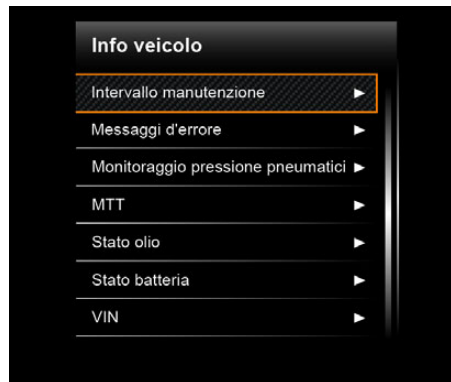 Info veicolo
Intervallo manutenzione
Messaggi d'errore
Monitoraggio pressione pneumatici
MTT
Stato olio
Stato batteria
VIN